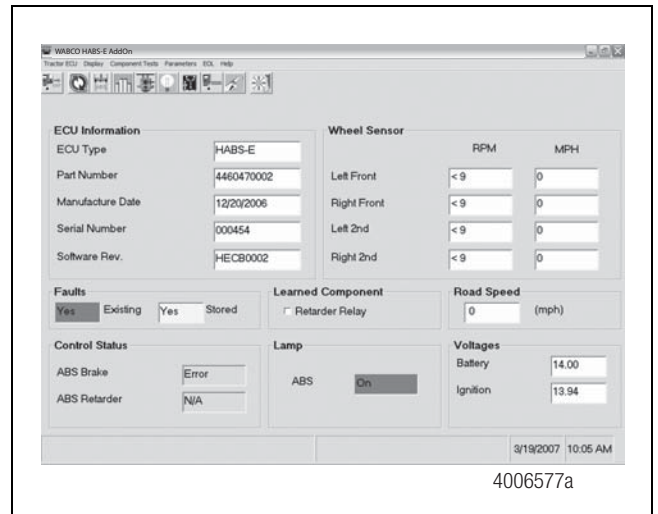 WABCO HABS-E AddOn
Tractor ECU Display Component Tests Parameters EOL Help
ECU Information
ECU Type HABS-E
Part Number 4460470002
Manufacture Date 12/20/2006
Serial Number 000454
Software Rev. HECB0002
Wheel Sensor
RPM MPH
Left Front < 9 0
Right Front < 9 0
Left 2nd < 9 0
Right 2nd < 9 0
Faults
Yes Existing Yes Stored
Learned Component
Retarder Relay
Road Speed
0 (mph)
Control Status
ABS Brake Error
ABS Retarder N/A
Lamp
ABS On
Voltages
Battery 14.00
Ignition 13.94
3/19/2007 10:05 AM
4006577a